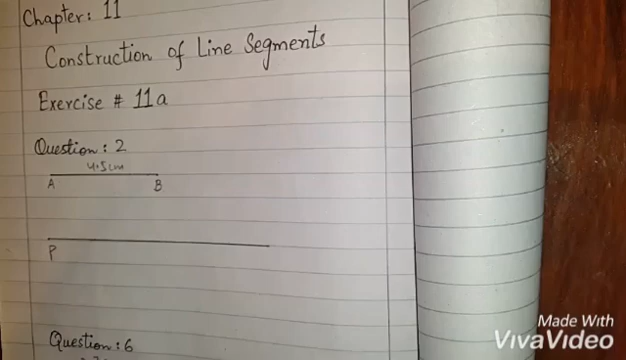 Chapter: 11
Construction of Line Segments
Exercise # 11a
Question: 2
4.5cm
A B
P
Question: 6
Made With
VivaVideo